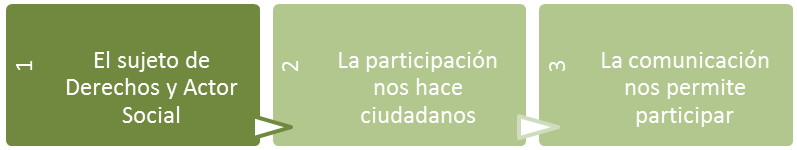 1
El sujeto de
Derechos y Actor
Social
2
La participación
nos hace
ciudadanos
3
La comunicación
nos permite
participar